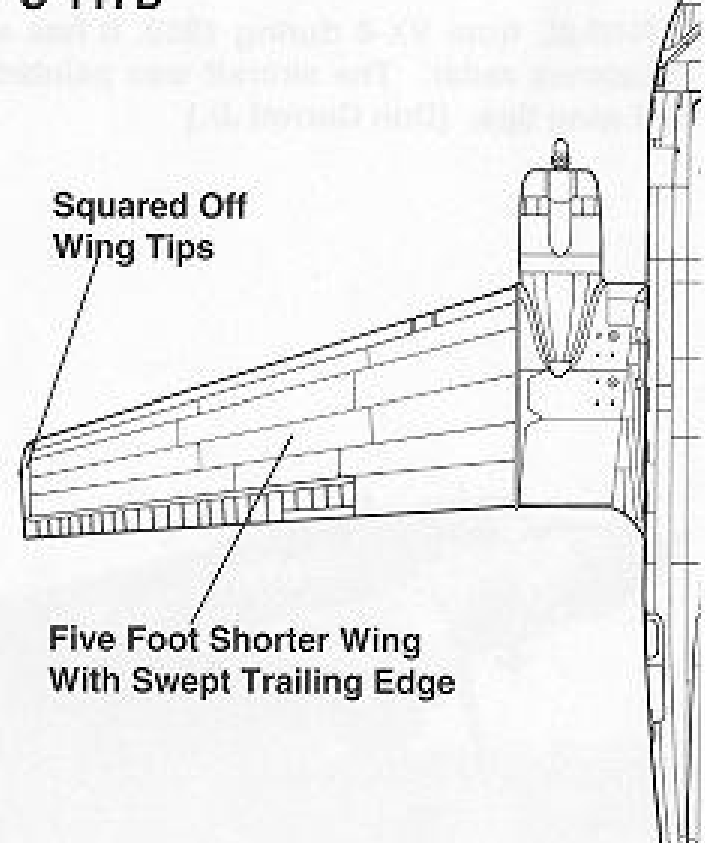 Squared Off
Wing Tips
Five Foot Shorter Wing
With Swept Trailing Edge